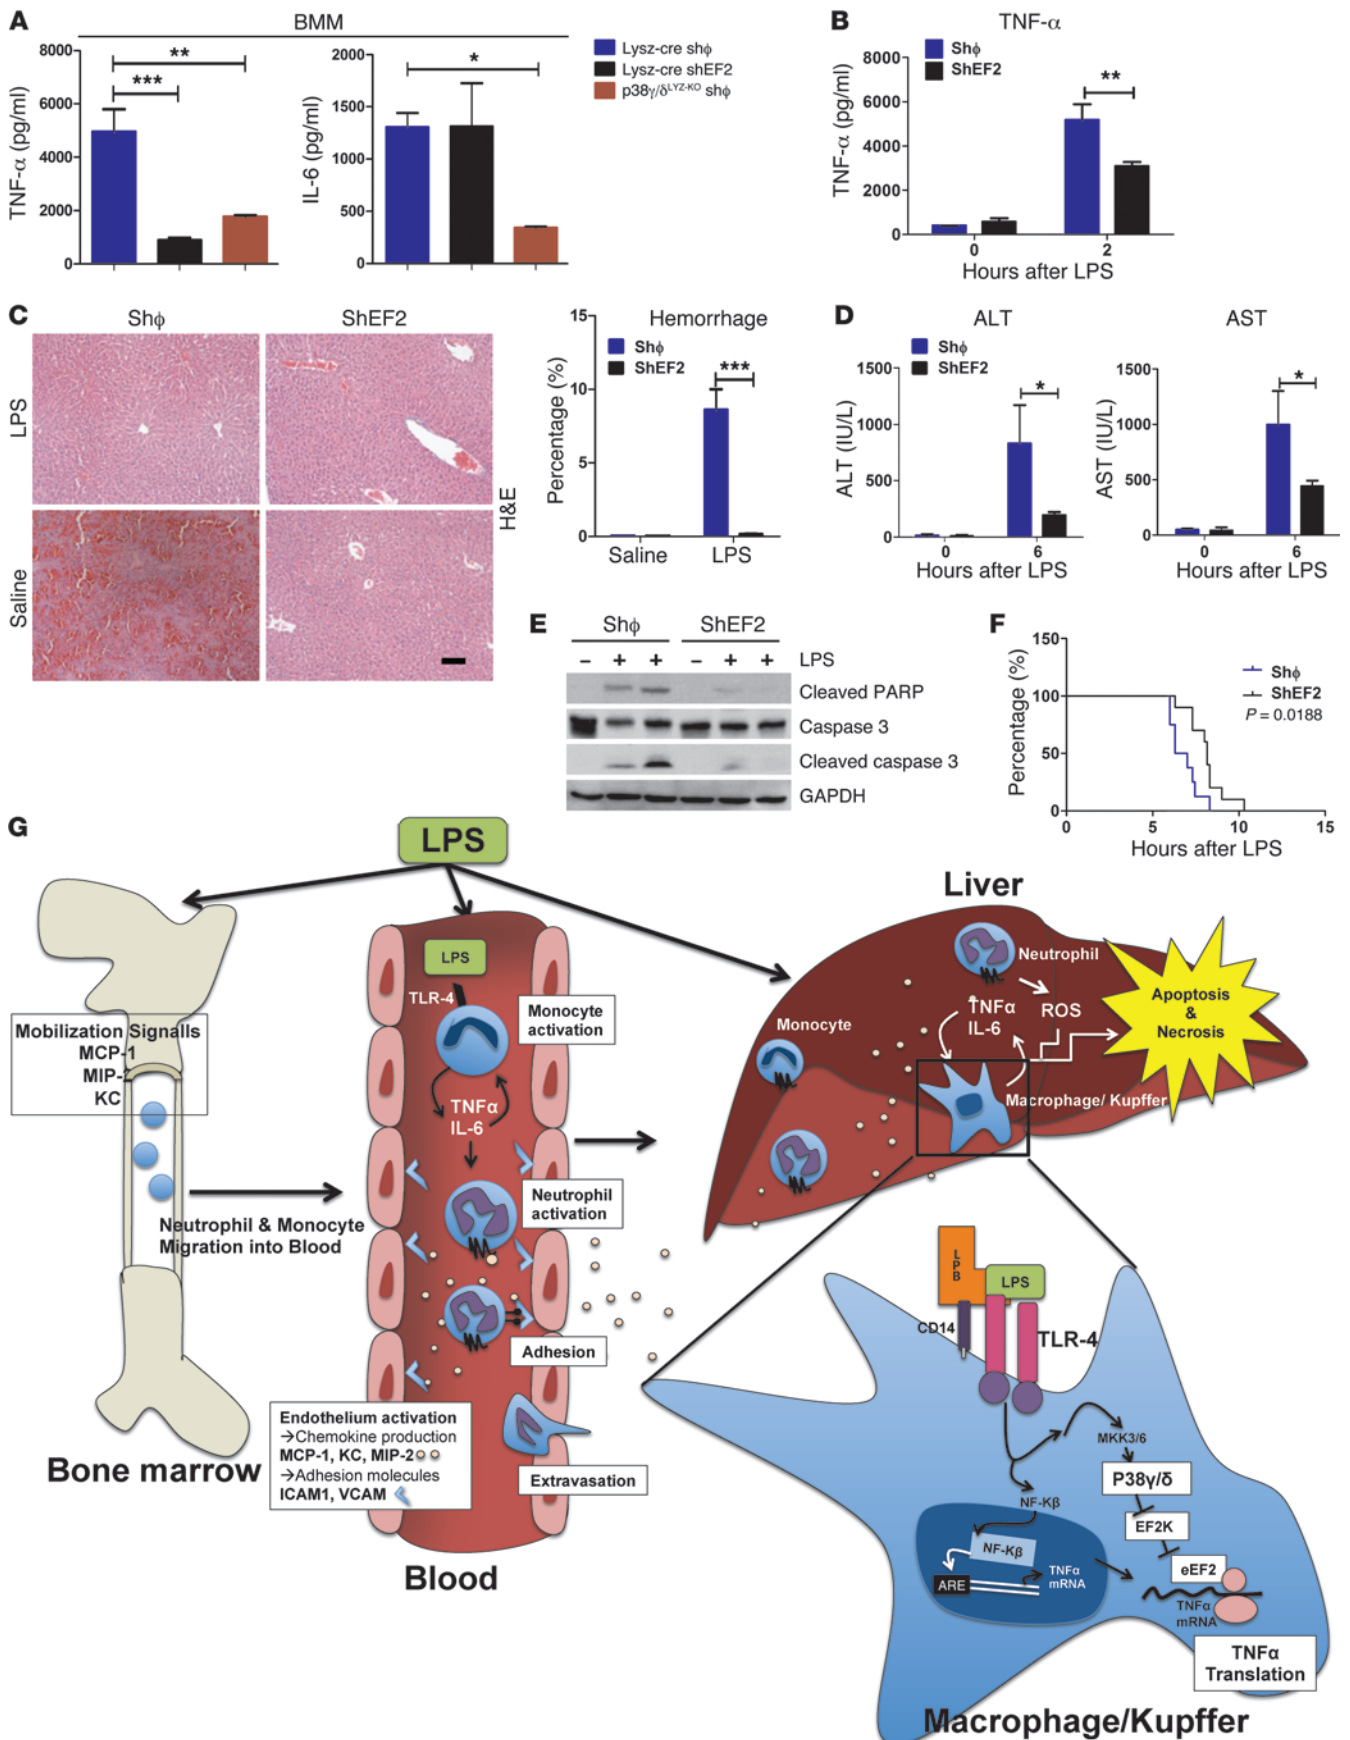 A
BMM
8000
6000
4000
2000
0
TNF-α (pg/ml)
**
***
2000
1500
1000
500
0
IL-6 (pg/ml)
*
Lysz-cre shϕ
Lysz-cre shEF2
p38γ/δLYZ-KO shϕ
B
TNF-α
Shϕ
ShEF2
8000
6000
4000
2000
0
TNF-α (pg/ml)
**
0 2
Hours after LPS
C
Shϕ ShEF2
LPS
Saline
H&E
Hemorrhage
Shϕ
ShEF2
15
10
5
0
Percentage (%)
***
Saline LPS
D
ALT
Shϕ
ShEF2
1500
1000
500
0
ALT (IU/L)
*
0 6
Hours after LPS
AST
1500
1000
500
0
AST (IU/L)
*
0 6
Hours after LPS
E
Shϕ ShEF2
– + + – + + LPS
Cleaved PARP
Caspase 3
Cleaved caspase 3
GAPDH
F
150
100
50
0
Percentage (%)
Shϕ
ShEF2
P = 0.0188
0 5 10 15
Hours after LPS
G
LPS
Mobilization Signalls
MCP-1
MIP-2
KC
Neutrophil & Monocyte
Migration into Blood
Bone marrow
LPS
TLR-4
Monocyte
activation
TNFα
IL-6
Neutrophil
activation
Adhesion
Endothelium activation
→Chemokine production
MCP-1, KC, MIP-2
→Adhesion molecules
ICAM1, VCAM
Extravasation
Blood
Liver
Neutrophil
Monocyte
TNFα
IL-6
ROS
Macrophage/ Kupffer
Apoptosis
&
Necrosis
LPB
LPS
CD14
TLR-4
MKK3/6
P38γ/δ
NF-Kβ
EF2K
NF-Kβ
eEF2
ARE
TNFα
mRNA
TNFα
mRNA
TNFα
Translation
Macrophage/Kupffer